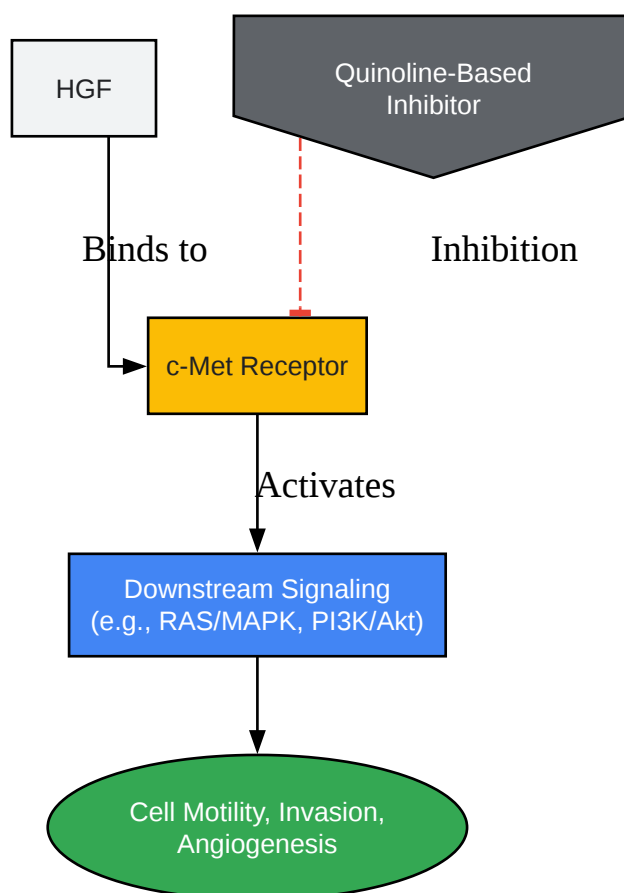 HGF
Quinoline-Based
Inhibitor
Binds to
Inhibition
c-Met Receptor
Activates
Downstream Signaling
(e.g., RAS/MAPK, PI3K/Akt)
Cell Motility, Invasion,
Angiogenesis